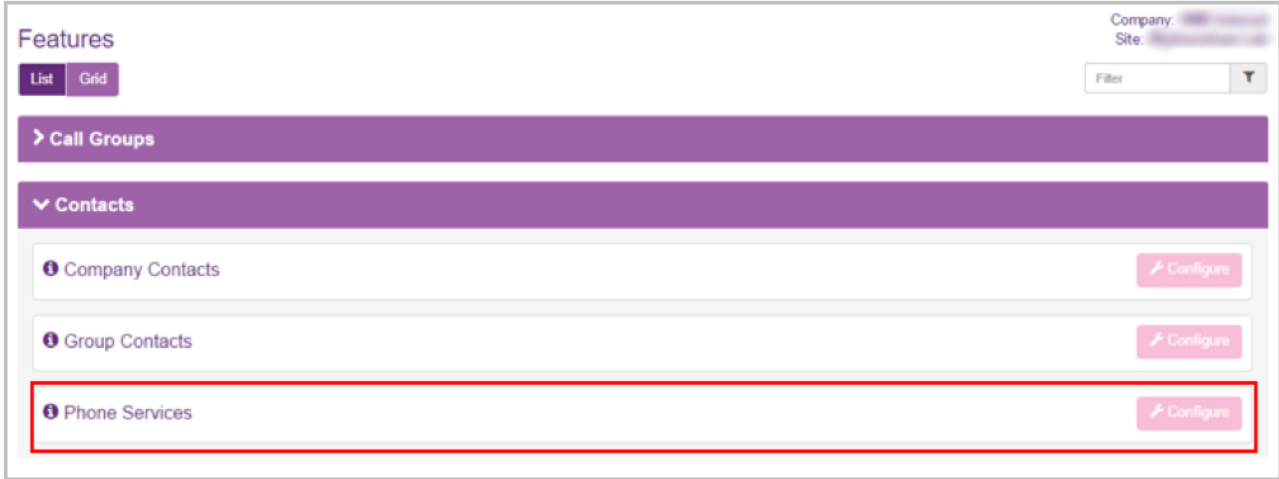 Features
Company:
Site:
List Grid
Filter
Call Groups
Contacts
Company Contacts
Configure
Group Contacts
Configure
Phone Services
Configure